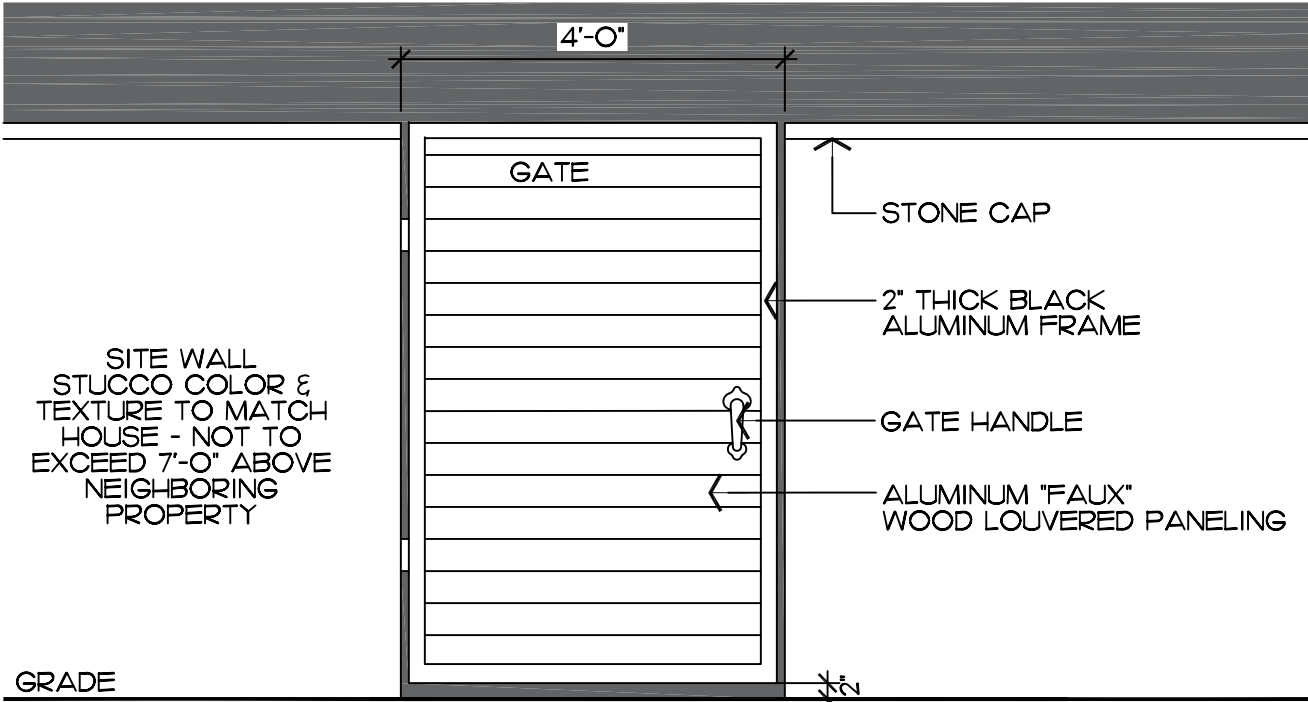 4'-0"
GATE
STONE CAP
2" THICK BLACK
ALUMINUM FRAME
SITE WALL
STUCCO COLOR &
TEXTURE TO MATCH
HOUSE - NOT TO
EXCEED 7'-0" ABOVE
NEIGHBORING
PROPERTY
GATE HANDLE
ALUMINUM "FAUX"
WOOD LOUVERED PANELING
GRADE
2"